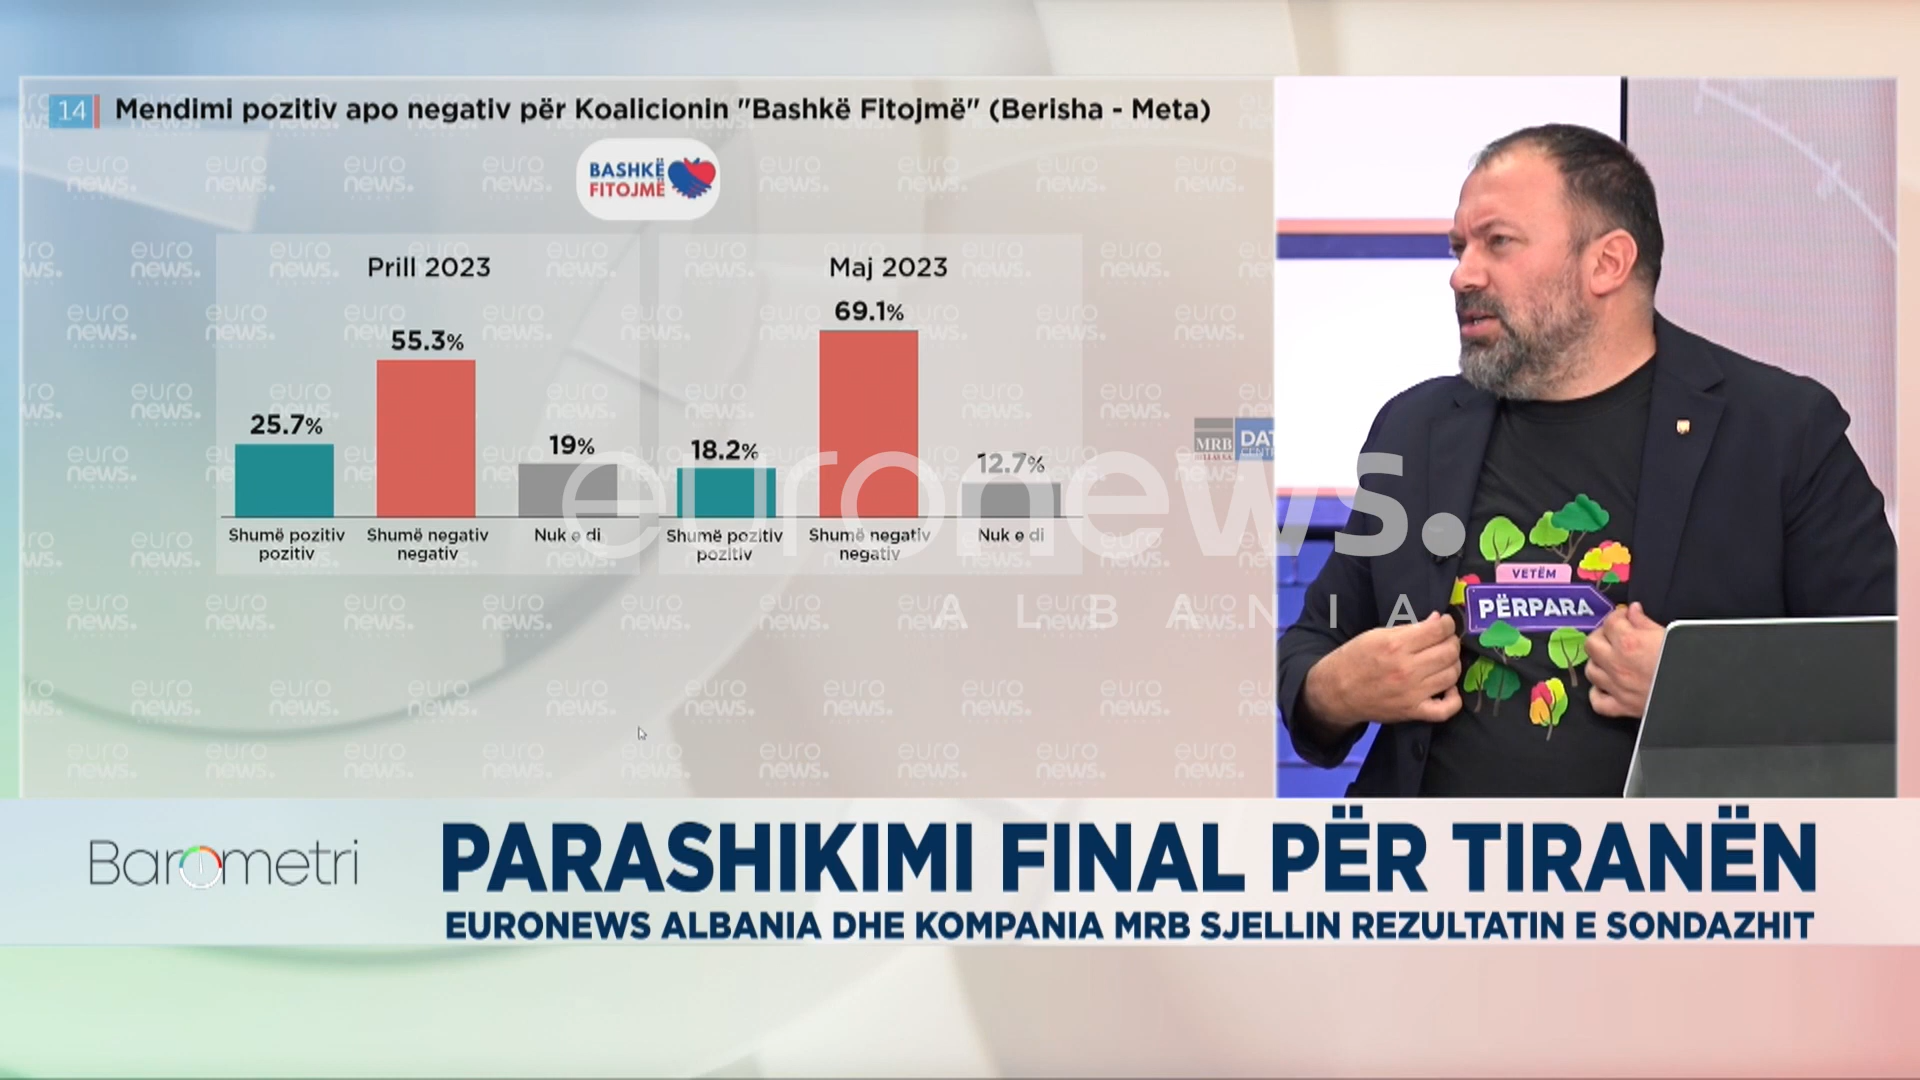 14 Mendimi pozitiv apo negativ për Koalicionin "Bashkë Fitojmë" (Berisha - Meta)
BASHKË
FITOJMË
Prill 2023
25.7%
55.3%
19%
Shumë pozitiv
pozitiv
Shumë negativ
negativ
Nuk e di
Maj 2023
18.2%
69.1%
12.7%
Shumë pozitiv
pozitiv
Shumë negativ
negativ
Nuk e di
MRB
euronews.
ALBANIA
VETËM
PËRPARA
Barometri
PARASHIKIMI FINAL PËR TIRANËN
EURONEWS ALBANIA DHE KOMPANIA MRB SJELLIN REZULTATIN E SONDAZHIT